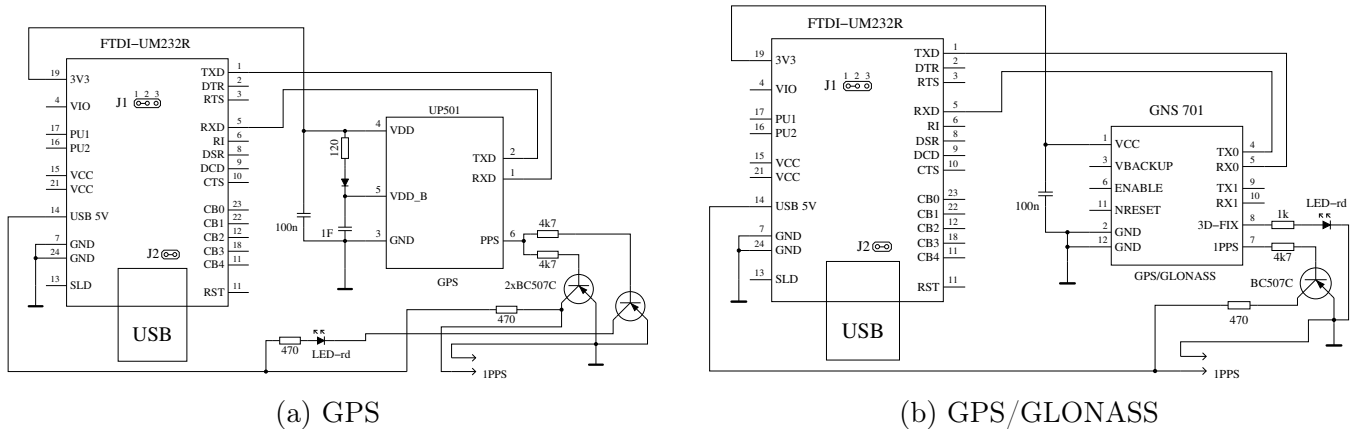 FTDI-UM232R
19 3V3
4 VIO
17 PU1
16 PU2
15 VCC
21 VCC
14 USB 5V
7 GND
24 GND
13 SLD
J1
1 2 3
J2
TXD 1
DTR 2
RTS 3
RXD 5
RI 6
DSR 8
DCD 9
CTS 10
CB0 23
CB1 22
CB2 12
CB3 18
CB4 11
RST 11
USB
120
100n
1F
UP501
4 VDD
5 VDD_B
3 GND
TXD 2
RXD 1
PPS 6
GPS
4k7
4k7
2xBC507C
470
470
LED-rd
1PPS
(a) GPS
FTDI-UM232R
19 3V3
4 VIO
17 PU1
16 PU2
15 VCC
21 VCC
14 USB 5V
7 GND
24 GND
13 SLD
J1
1 2 3
J2
TXD 1
DTR 2
RTS 3
RXD 5
RI 6
DSR 8
DCD 9
CTS 10
CB0 23
CB1 22
CB2 12
CB3 18
CB4 11
RST 11
USB
100n
GNS 701
1 VCC
3 VBACKUP
6 ENABLE
11 NRESET
2 GND
12 GND
TX0 4
RX0 5
TX1 9
RX1 10
3D-FIX 8
1PPS 7
GPS/GLONASS
1k
LED-rd
4k7
BC507C
470
1PPS
(b) GPS/GLONASS